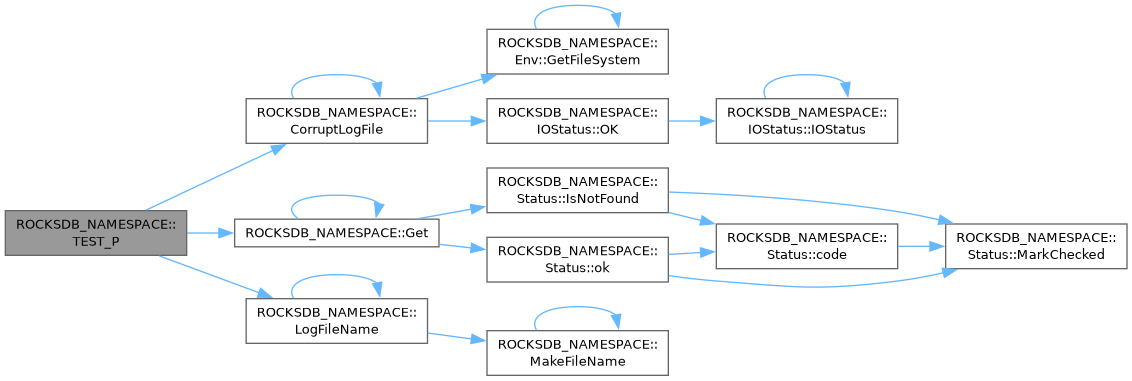 ROCKSDB_NAMESPACE::
TEST_P
ROCKSDB_NAMESPACE::
CorruptLogFile
ROCKSDB_NAMESPACE::
Env::GetFileSystem
ROCKSDB_NAMESPACE::
IOStatus::OK
ROCKSDB_NAMESPACE::
IOStatus::IOStatus
ROCKSDB_NAMESPACE::Get
ROCKSDB_NAMESPACE::
Status::IsNotFound
ROCKSDB_NAMESPACE::
Status::ok
ROCKSDB_NAMESPACE::
Status::code
ROCKSDB_NAMESPACE::
Status::MarkChecked
ROCKSDB_NAMESPACE::
LogFileName
ROCKSDB_NAMESPACE::
MakeFileName